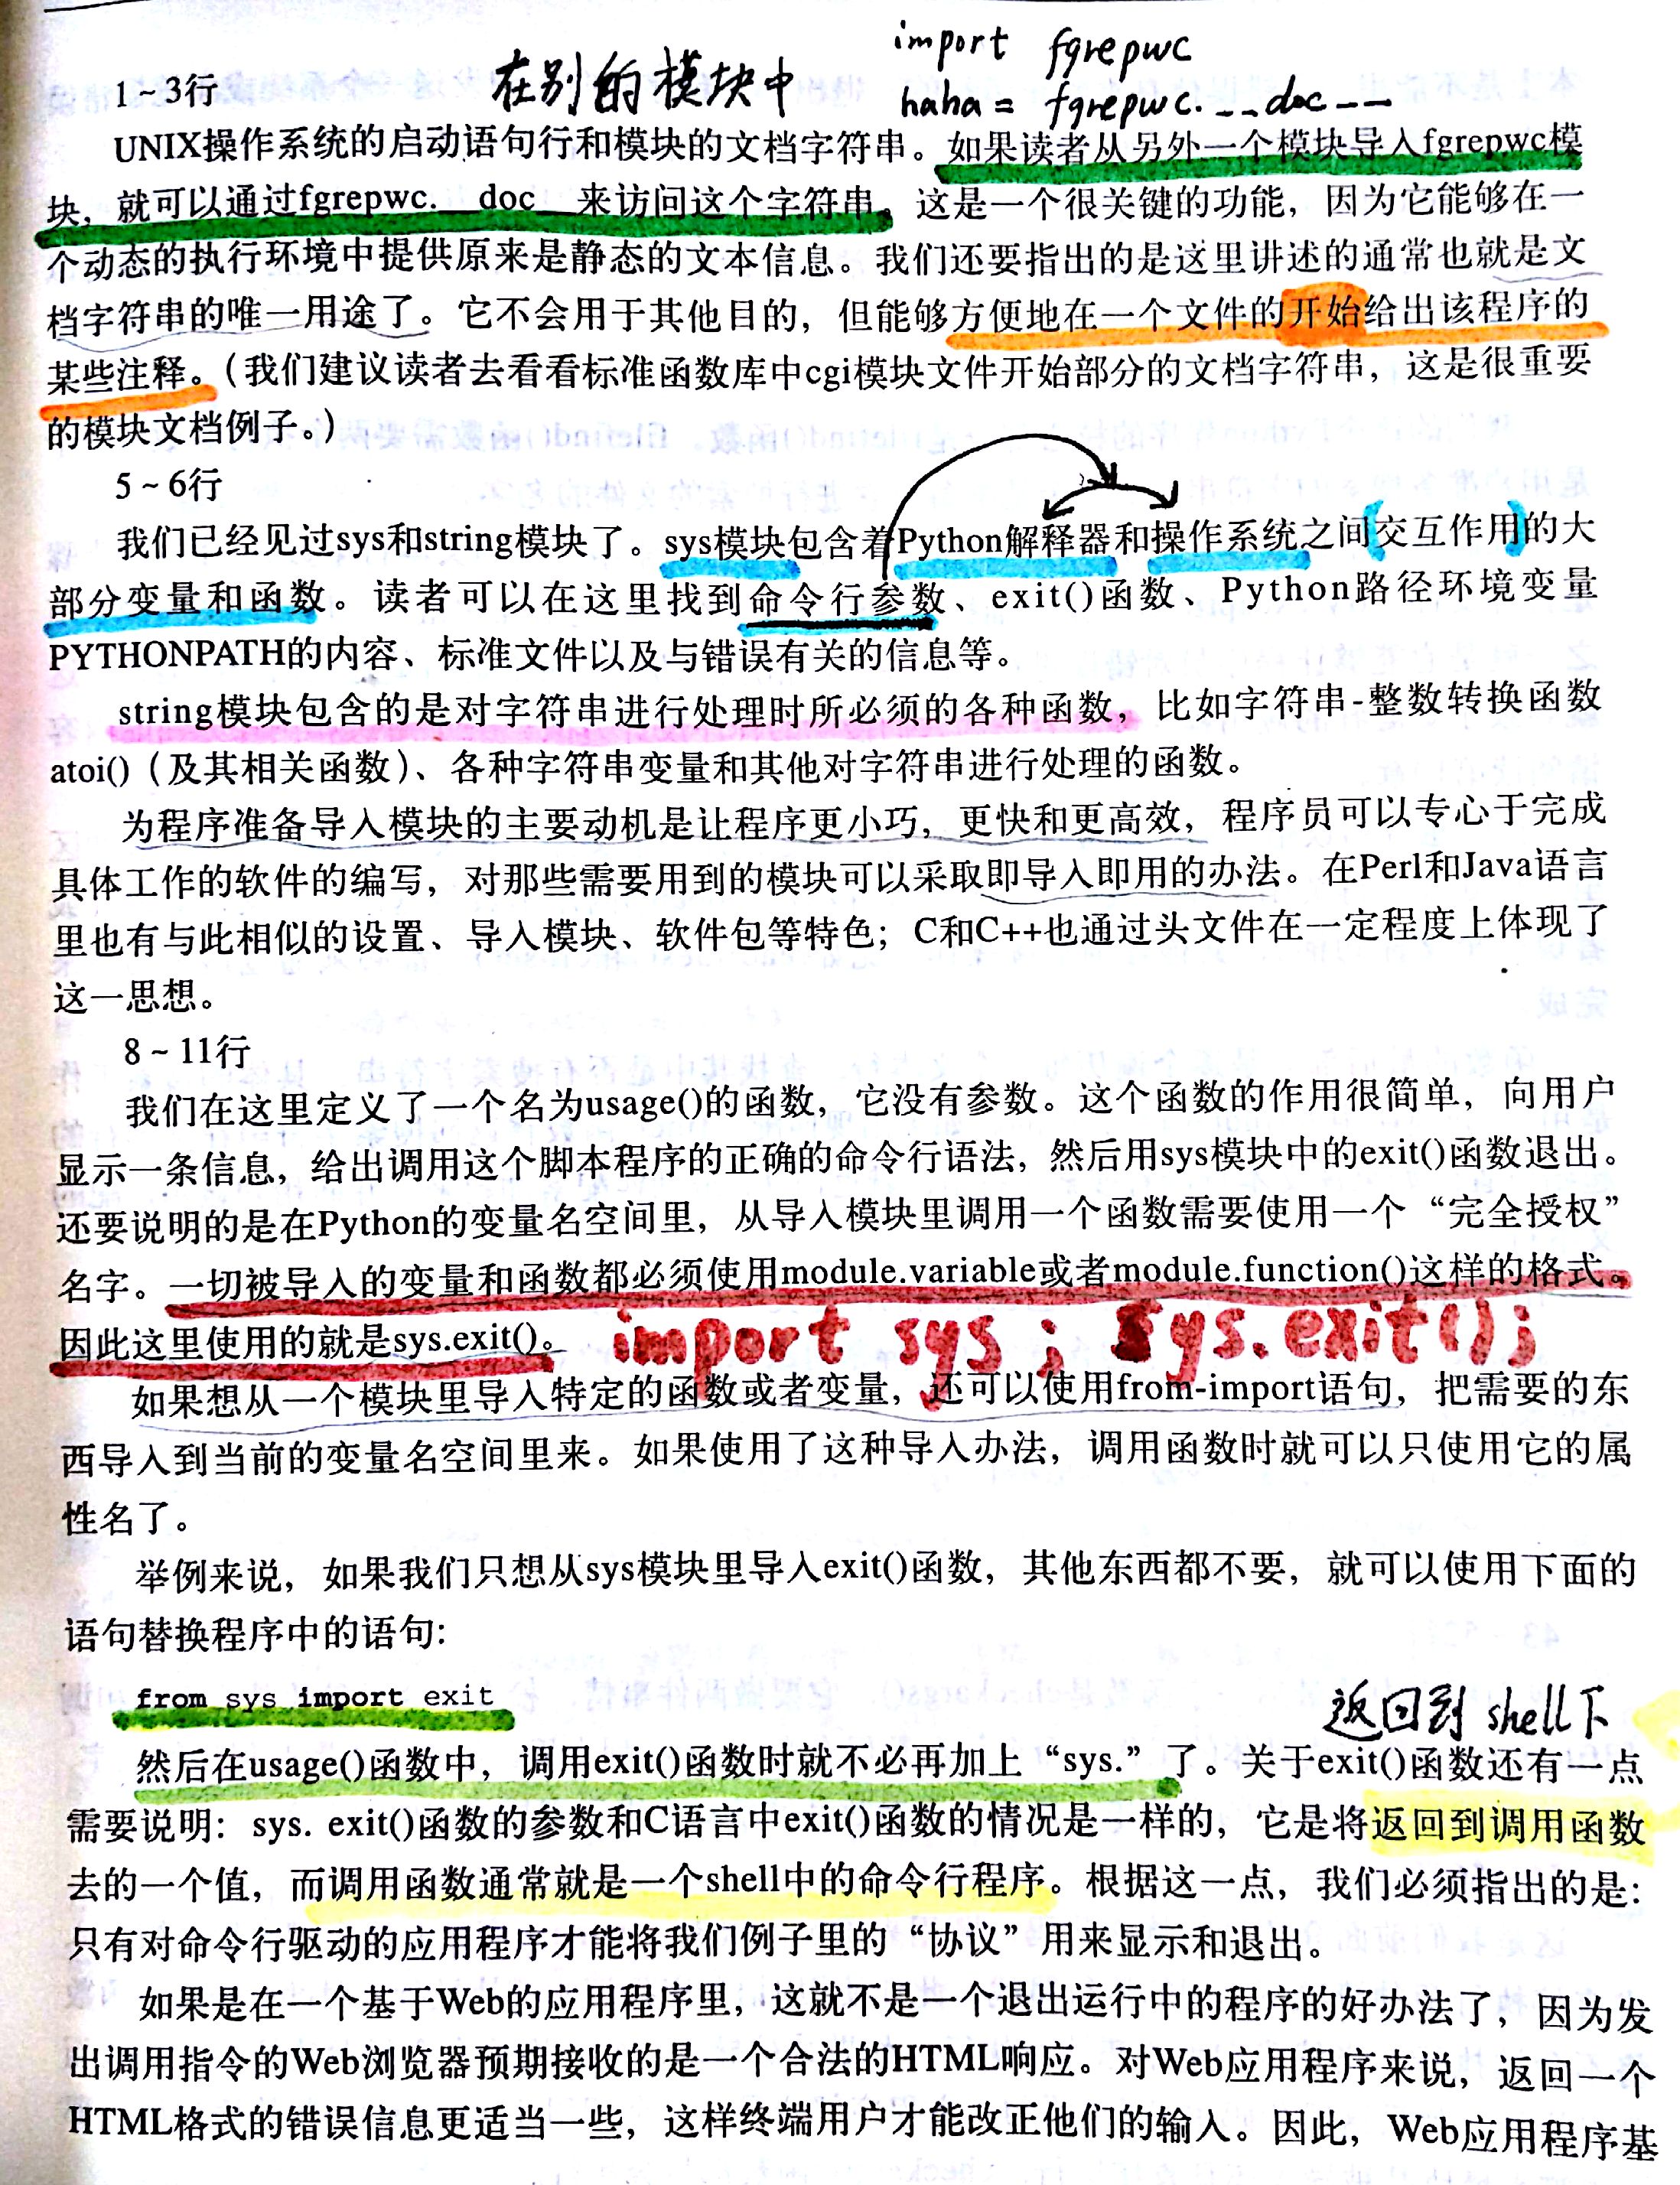 在别的模块中
import fgrepwc
haha = fgrepwc.__doc__
1~3行
UNIX操作系统的启动语句行和模块的文档字符串。如果读者从另外一个模块导入fgrepwc模
块，就可以通过fgrepwc.__doc__来访问这个字符串。这是一个很关键的功能，因为它能够在一
个动态的执行环境中提供原来是静态的文本信息。我们还要指出的是这里讲述的通常也就是文
档字符串的唯一用途了。它不会用于其他目的，但能够方便地在一个文件的开始给出该程序的
某些注释。（我们建议读者去看看标准函数库中cgi模块文件开始部分的文档字符串，这是很重要
的模块文档例子。）
5~6行
我们已经见过sys和string模块了。sys模块包含着Python解释器和操作系统之间(交互作用)的大
部分变量和函数。读者可以在这里找到命令行参数、exit()函数、Python路径环境变量
PYTHONPATH的内容、标准文件以及与错误有关的信息等。
string模块包含的是对字符串进行处理时所必须的各种函数，比如字符串-整数转换函数
atoi()（及其相关函数）、各种字符串变量和其他对字符串进行处理的函数。
为程序准备导入模块的主要动机是让程序更小巧，更快和更高效，程序员可以专心于完成
具体工作的软件的编写，对那些需要用到的模块可以采取即导入即用的办法。在Perl和Java语言
里也有与此相似的设置、导入模块、软件包等特色；C和C++也通过头文件在一定程度上体现了
这一思想。
8~11行
我们在这里定义了一个名为usage()的函数，它没有参数。这个函数的作用很简单，向用户
显示一条信息，给出调用这个脚本程序的正确的命令行语法，然后用sys模块中的exit()函数退出。
还要说明的是在Python的变量名空间里，从导入模块里调用一个函数需要使用一个“完全授权”
名字。一切被导入的变量和函数都必须使用module.variable或者module.function()这样的格式。
因此这里使用的就是sys.exit()。
import sys ; sys.exit();
如果想从一个模块里导入特定的函数或者变量，还可以使用from-import语句，把需要的东
西导入到当前的变量名空间里来。如果使用了这种导入办法，调用函数时就可以只使用它的属
性名了。
举例来说，如果我们只想从sys模块里导入exit()函数，其他东西都不要，就可以使用下面的
语句替换程序中的语句：
from sys import exit
返回到 shell下
然后在usage()函数中，调用exit()函数时就不必再加上“sys.”了。关于exit()函数还有一点
需要说明：sys. exit()函数的参数和C语言中exit()函数的情况是一样的，它是将返回到调用函数
去的一个值，而调用函数通常就是一个shell中的命令行程序。根据这一点，我们必须指出的是：
只有对命令行驱动的应用程序才能将我们例子里的“协议”用来显示和退出。
如果是在一个基于Web的应用程序里，这就不是一个退出运行中的程序的好办法了，因为发
出调用指令的Web浏览器预期接收的是一个合法的HTML响应。对Web应用程序来说，返回一个
HTML格式的错误信息更适当一些，这样终端用户才能改正他们的输入。因此，Web应用程序基